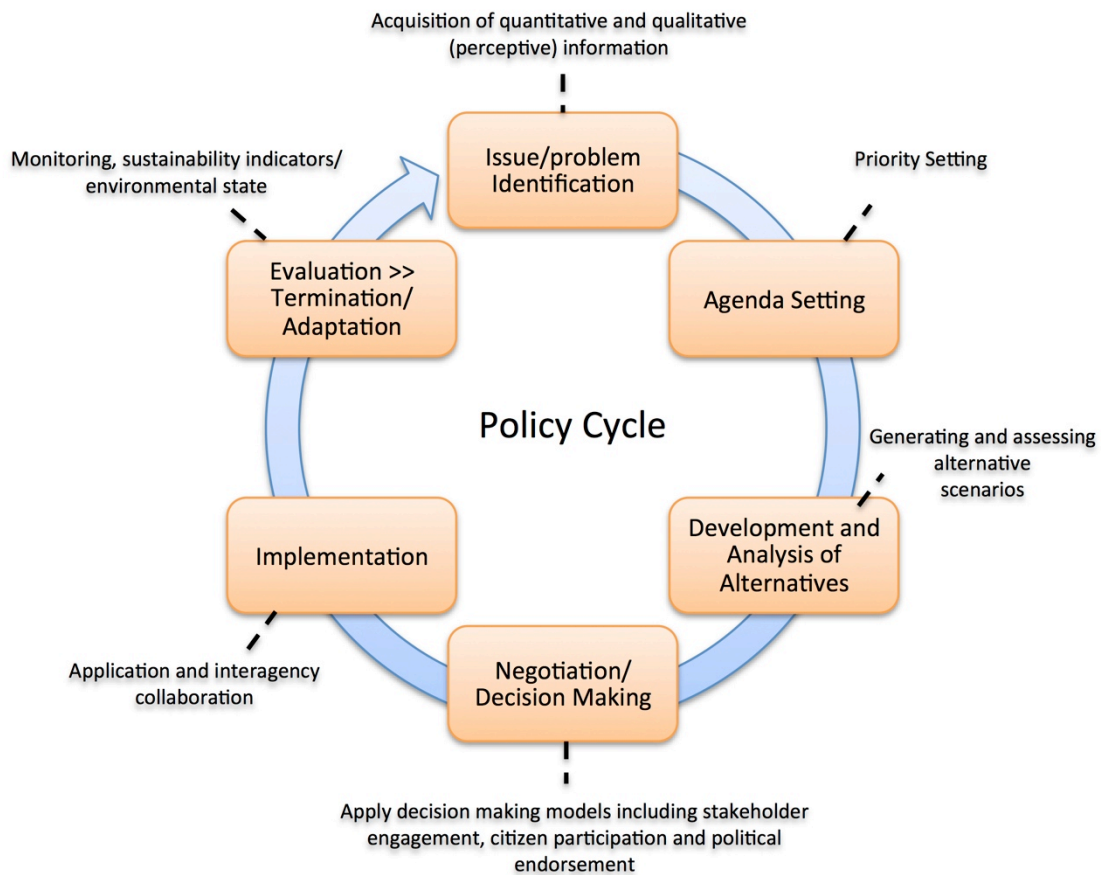 Acquisition of quantitative and qualitative
(perceptive) information
Issue/problem
Identification
Priority Setting
Agenda Setting
Generating and assessing
alternative
scenarios
Development and
Analysis of
Alternatives
Negotiation/
Decision Making
Apply decision making models including stakeholder
engagement, citizen participation and political
endorsement
Implementation
Application and interagency
collaboration
Monitoring, sustainability indicators/
environmental state
Evaluation >>
Termination/
Adaptation
Policy Cycle